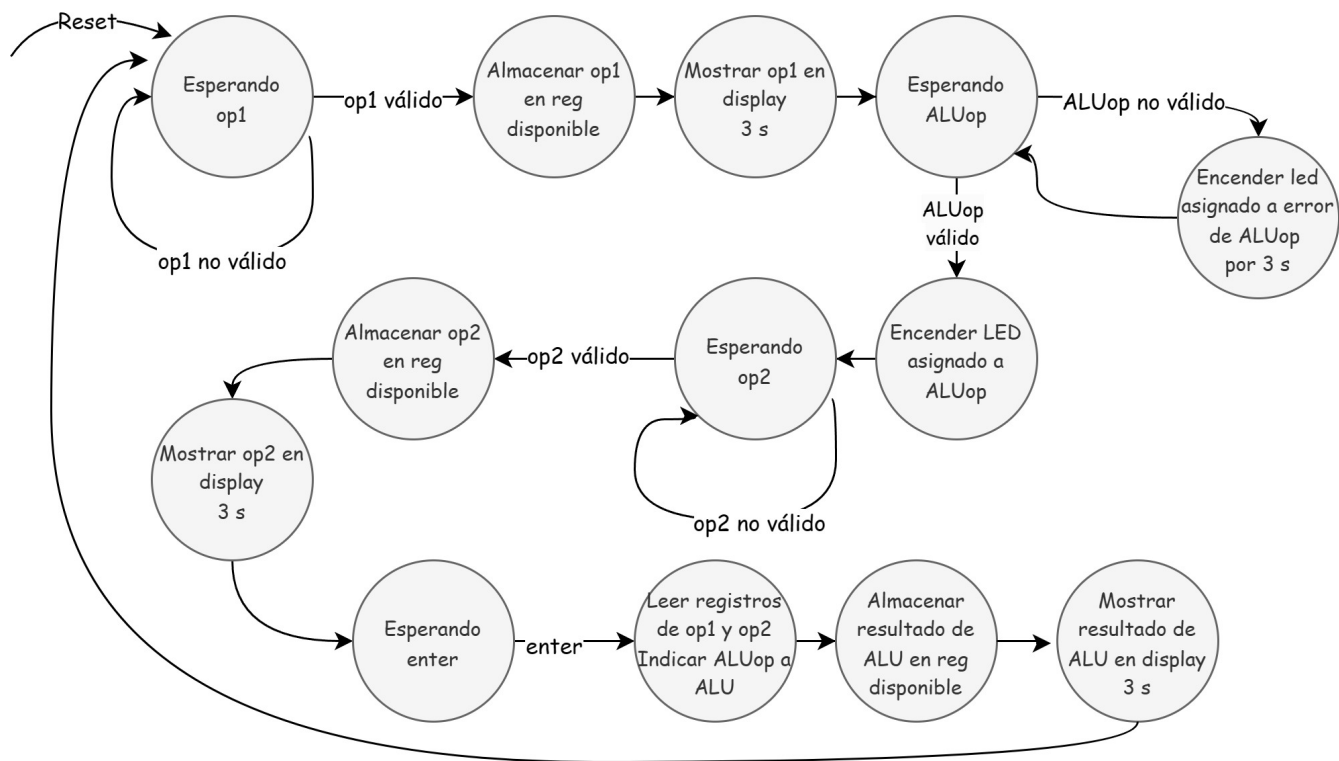 Reset
Esperando
op1
op1 válido
op1 no válido
Almacenar op1
en reg
disponible
Mostrar op1 en
display
3 s
Esperando
ALUop
ALUop no válido
Encender led
asignado a error
de ALUop
por 3 s
ALUop
válido
Encender LED
asignado a
ALUop
Esperando
op2
op2 no válido
op2 válido
Almacenar op2
en reg
disponible
Mostrar op2 en
display
3 s
Esperando
enter
enter
Leer registros
de op1 y op2
Indicar ALUop a
ALU
Almacenar
resultado de
ALU en reg
disponible
Mostrar
resultado de
ALU en display
3 s